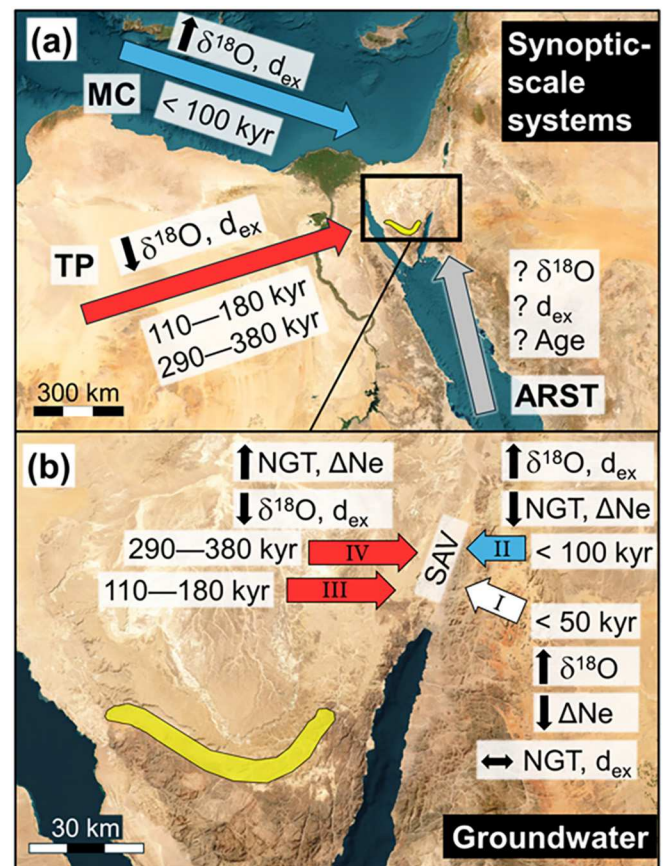 (a)
↑ δ¹⁸O, dₑₓ
MC
< 100 kyr
Synoptic-
scale
systems
TP
↓ δ¹⁸O, dₑₓ
110—180 kyr
290—380 kyr
? δ¹⁸O
? dₑₓ
? Age
ARST
300 km
(b)
↑ NGT, ΔNe
↓ δ¹⁸O, dₑₓ
290—380 kyr
IV
110—180 kyr
III
SAV
↑ δ¹⁸O, dₑₓ
↓ NGT, ΔNe
II
< 100 kyr
I
< 50 kyr
↑ δ¹⁸O
↓ ΔNe
↔ NGT, dₑₓ
30 km
Groundwater